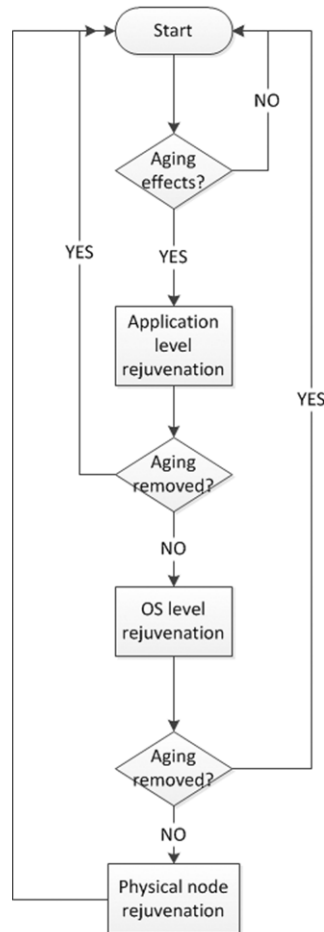 Start
NO
Aging
effects?
YES
YES
Application
level
rejuvenation
YES
Aging
removed?
NO
OS level
rejuvenation
Aging
removed?
NO
Physical node
rejuvenation